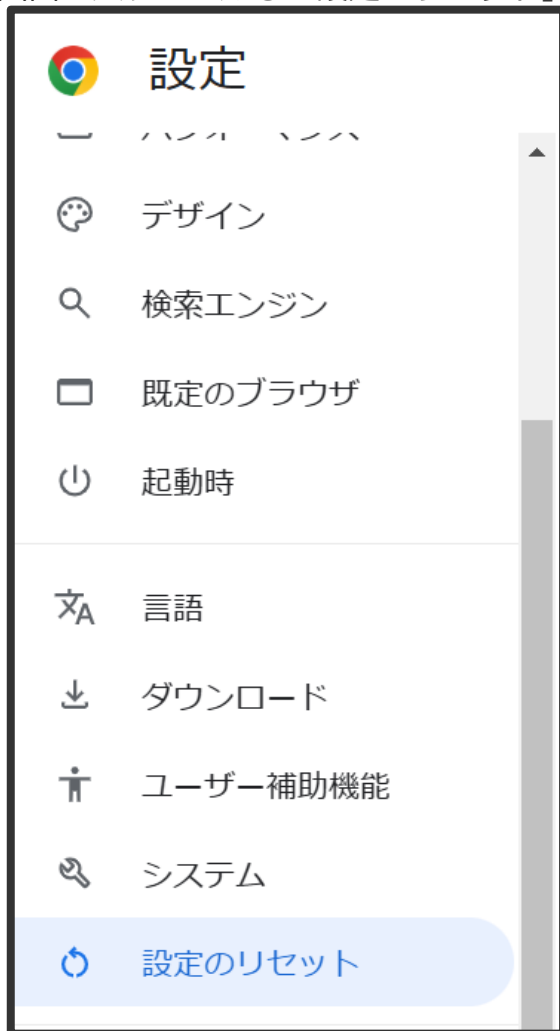 設定
デザイン
検索エンジン
既定のブラウザ
起動時
言語
ダウンロード
ユーザー補助機能
システム
設定のリセット